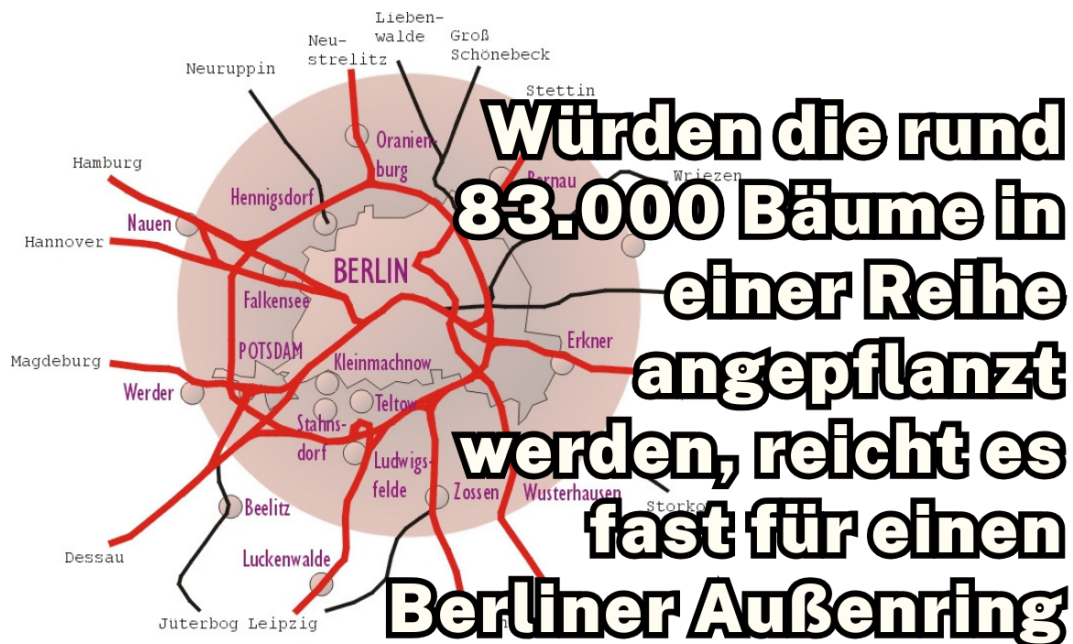 Lieben-
walde
Neu-
strelitz
Groß
Schönebeck
Neuruppin
Stettin
Würden die rund
83.000 Bäume in
einer Reihe
angepflanzt
werden, reicht es
fast für einen
Berliner Außenring
Hamburg
Oranien-
burg
Bernau
Wriezen
Hennigsdorf
Nauen
Hannover
BERLIN
Falkensee
Erkner
POTSDAM
Kleinmachnow
Magdeburg
Werder
Teltow
Stahns-
dorf
Ludwigs-
felde
Zossen
Wusterhausen
Beelitz
Dessau
Luckenwalde
Jüterbog
Leipzig